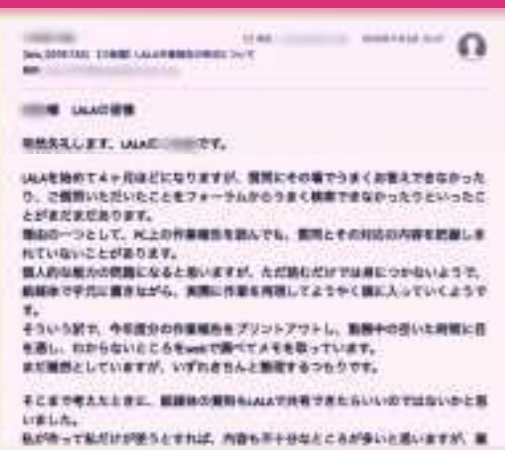 LALAの皆様
突然失礼します、LALAの です。
LALAを始めて4ヶ月ほどになりますが、質問にその場でうまくお答えできなかった
り、ご質問いただいたことをフォーラムからうまく検索できなかったりといったこ
とがまだまだあります。
理由の一つとして、PC上の作業報告を読んでも、質問とその対応の内容を把握しき
れていないことがあります。
個人的な能力の問題になると思いますが、ただ読むだけでは身につかないようで、
紙媒体で手元に置きながら、実際に作業を再現してようやく頭に入っていくようで
す。
そういう訳で、今年度分の作業報告をプリントアウトし、勤務中の空いた時間に目
を通し、わからないところをwebで調べてメモを取っています。
まだ雑然としていますが、いずれきちんと整理するつもりです。
そこまで考えたときに、紙媒体の資料もLALAで共有できたらいいのではないかと思
いました。
私が作って私だけが使うとすれば、内容も不十分なところが多いと思いますが、